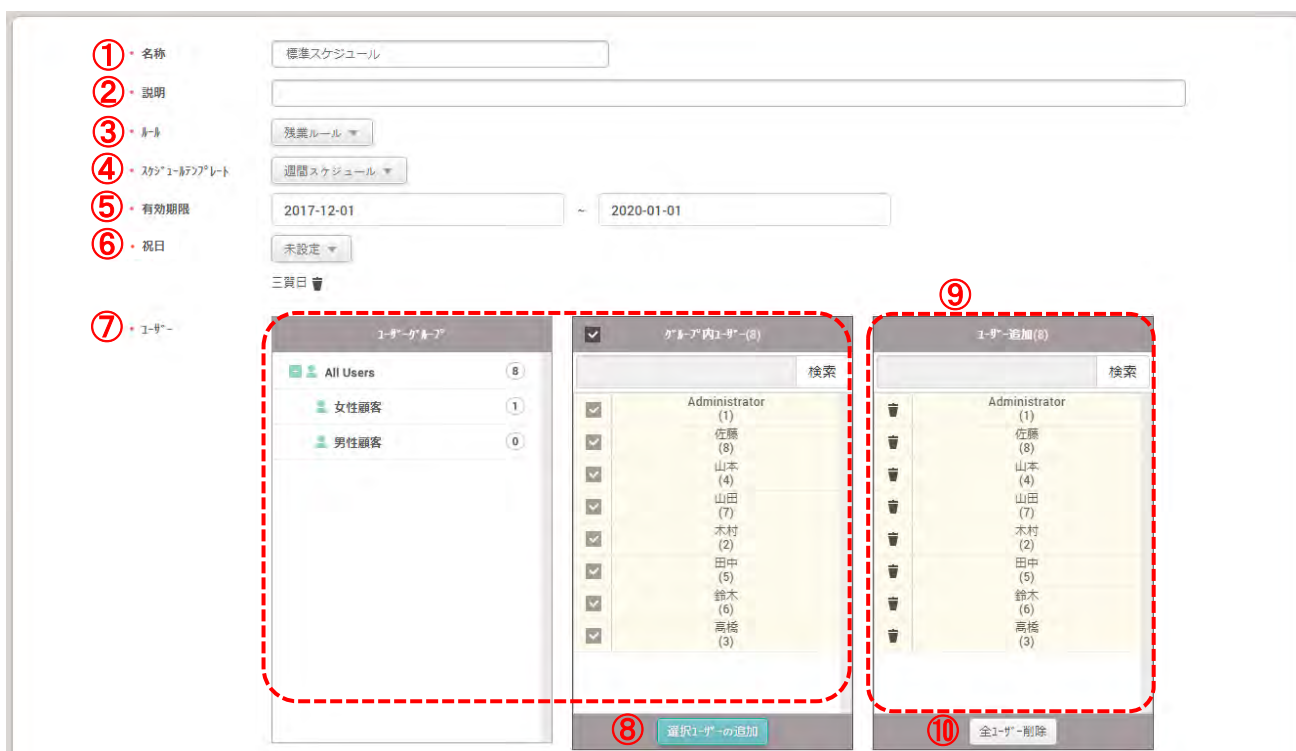 ① • 名称 標準スケジュール
② • 説明
③ • ﾙｰﾙ 残業ルール ▼
④ • ｽｹｼﾞｭｰﾙﾃﾝﾌﾟﾚｰﾄ 週間スケジュール ▼
⑤ • 有効期限 2017-12-01 ~ 2020-01-01
⑥ • 祝日 未設定 ▼
三賀日
⑨
⑦ • ﾕｰｻﾞｰ
ﾕｰｻﾞｰｸﾞﾙｰﾌﾟ
All Users 8
女性顧客 1
男性顧客 0
ｸﾞﾙｰﾌﾟ内ﾕｰｻﾞｰ(8)
検索
Administrator
(1)
佐藤
(8)
山本
(4)
山田
(7)
木村
(2)
田中
(5)
鈴木
(6)
高橋
(3)
⑧ 選択ﾕｰｻﾞｰの追加
ﾕｰｻﾞｰ追加(8)
検索
Administrator
(1)
佐藤
(8)
山本
(4)
山田
(7)
木村
(2)
田中
(5)
鈴木
(6)
高橋
(3)
⑩ 全ﾕｰｻﾞｰ削除